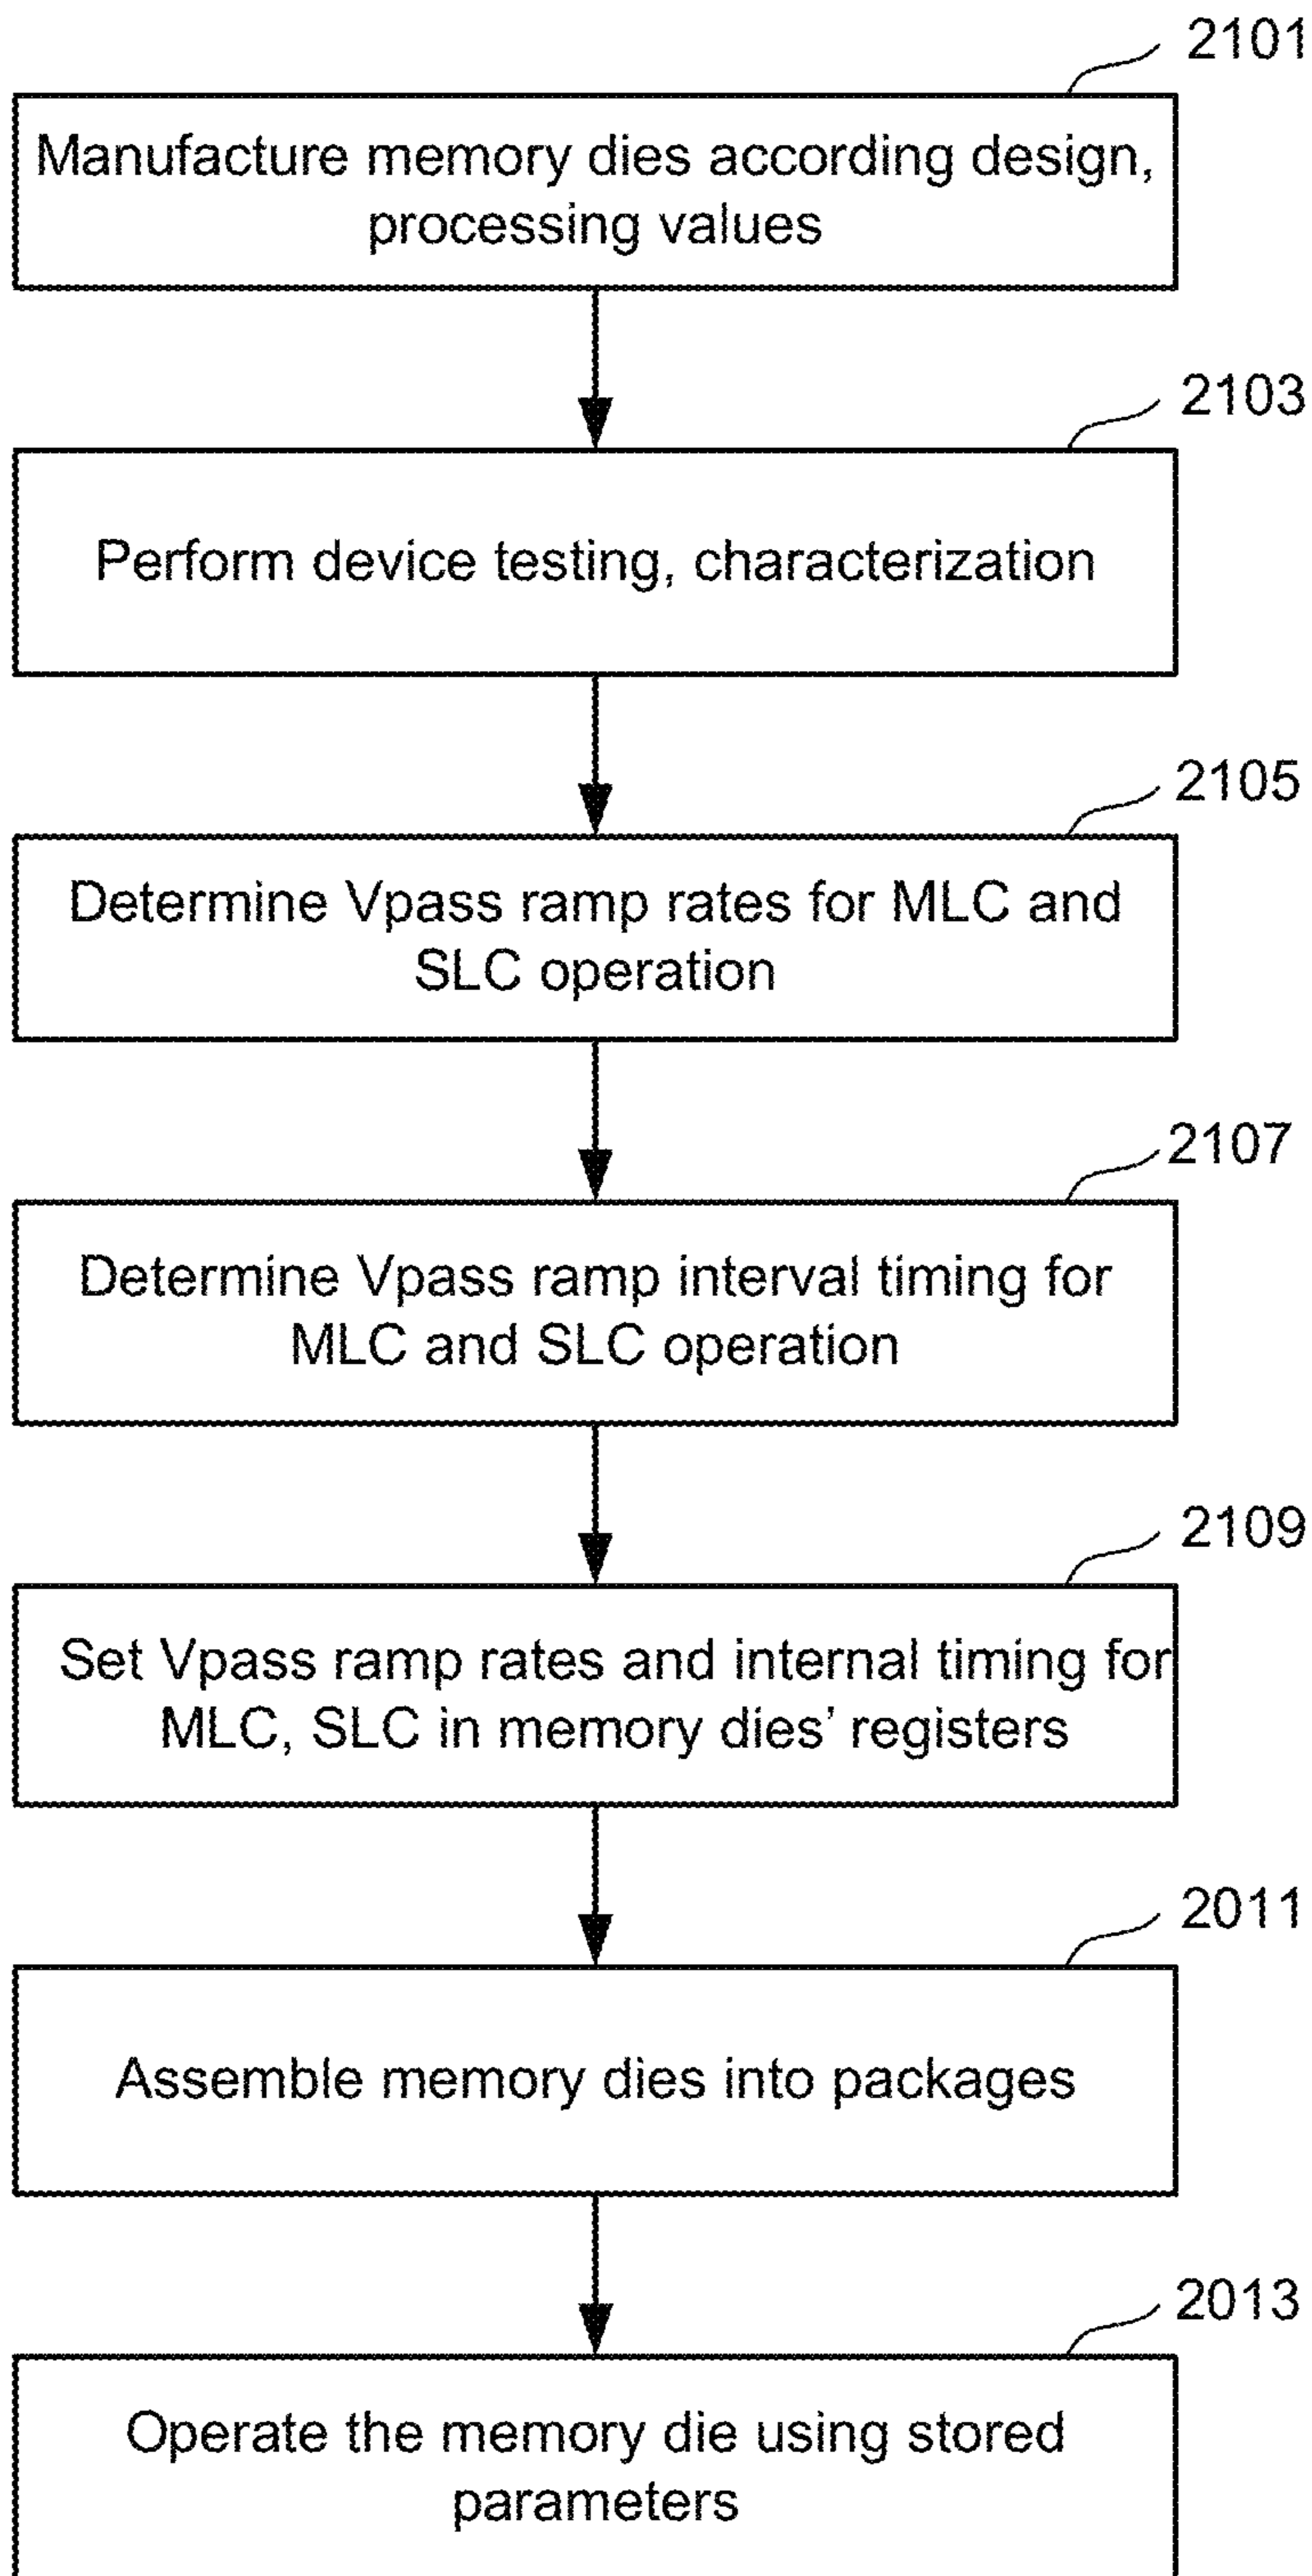 2101
Manufacture memory dies according design,
processing values
2103
Perform device testing, characterization
2105
Determine Vpass ramp rates for MLC and
SLC operation
2107
Determine Vpass ramp interval timing for
MLC and SLC operation
2109
Set Vpass ramp rates and internal timing for
MLC, SLC in memory dies’ registers
2011
Assemble memory dies into packages
2013
Operate the memory die using stored
parameters